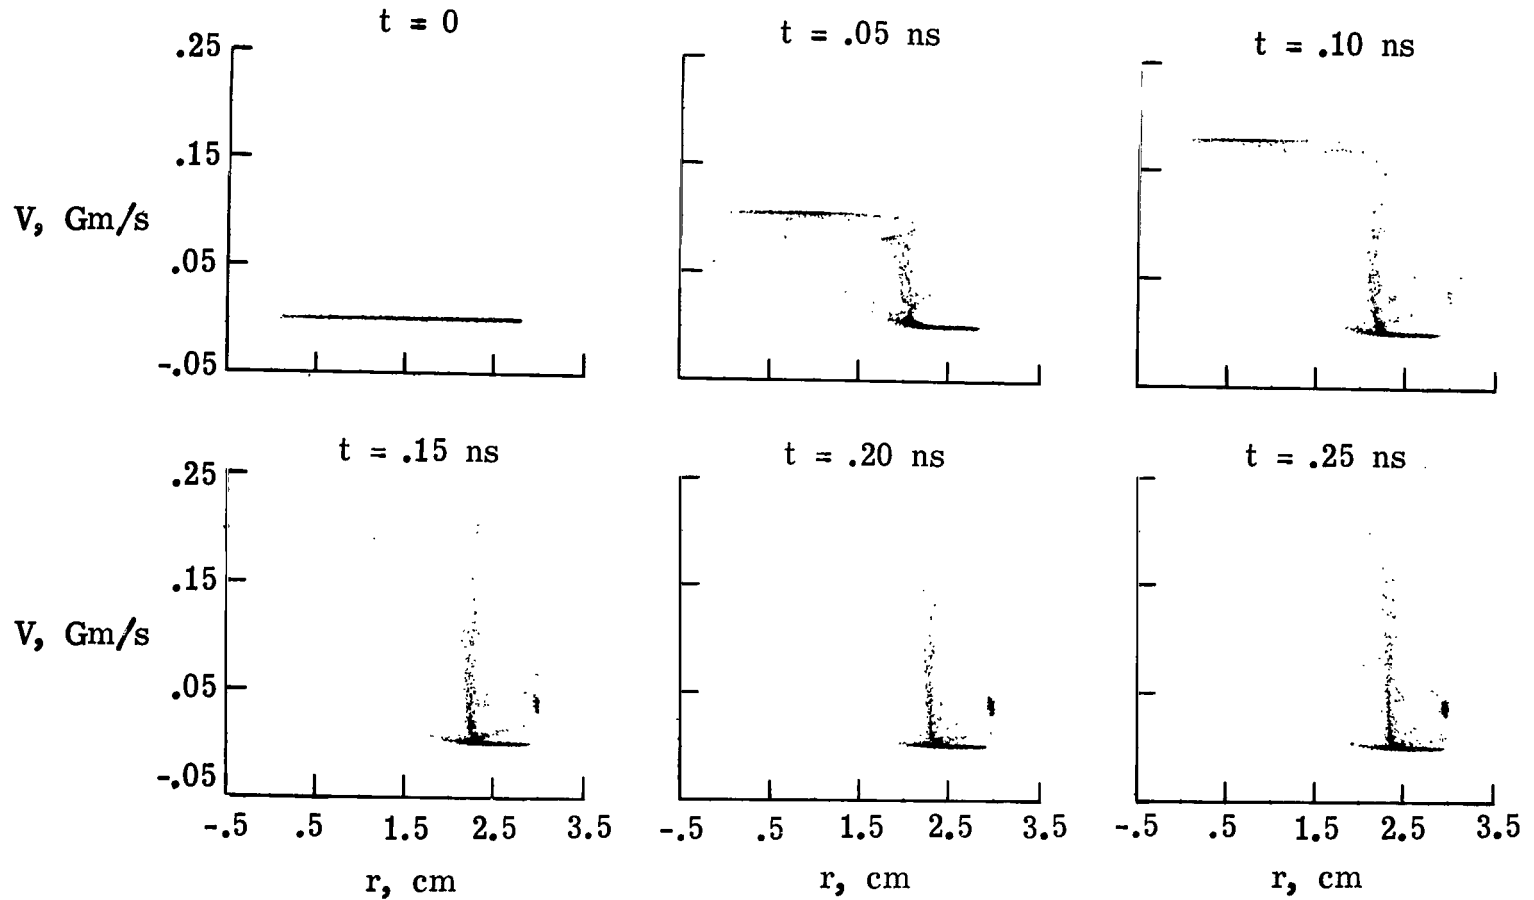 t = 0
t = .05 ns
t = .10 ns
.25
.15
V, Gm/s
.05
-.05
t = .15 ns
t = .20 ns
t = .25 ns
.25
.15
V, Gm/s
.05
-.05
-.5 .5 1.5 2.5 3.5
-.5 .5 1.5 2.5 3.5
-.5 .5 1.5 2.5 3.5
r, cm
r, cm
r, cm